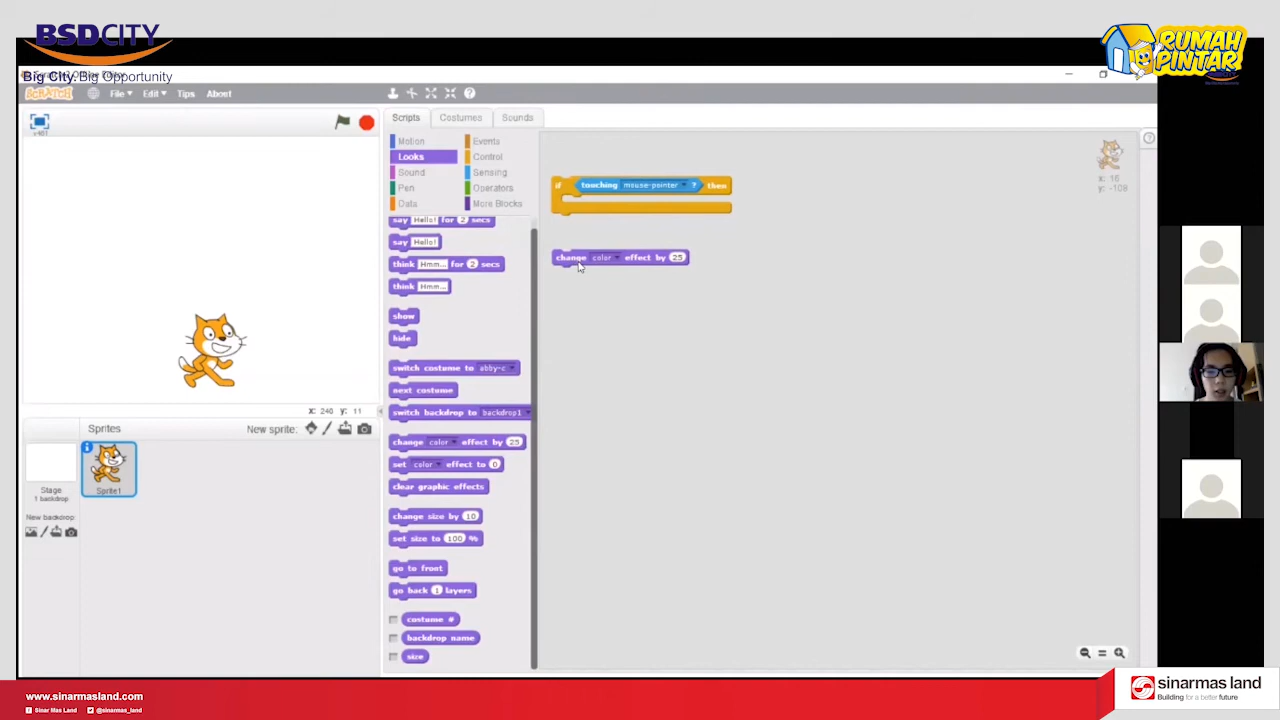 BSDCITY
Big City, Big Opportunity
RUMAH
PINTAR
SCRATCH
File
Edit
Tips
About
v461
Scripts
Costumes
Sounds
Motion
Looks
Sound
Pen
Data
Events
Control
Sensing
Operators
More Blocks
say Hello! for 2 secs
say Hello!
think Hmm... for 2 secs
think Hmm...
show
hide
switch costume to abby-c
next costume
switch backdrop to backdrop1
change color effect by 25
set color effect to 0
clear graphic effects
change size by 10
set size to 100 %
go to front
go back 1 layers
costume #
backdrop name
size
if touching mouse-pointer ? then
change color effect by 25
x: 16
y: -108
x: 240 y: 11
Sprites
New sprite:
Stage
1 backdrop
New backdrop
Sprite1
www.sinarmasland.com
Sinar Mas Land
@sinarmas_land
sinarmas land
Building for a better future